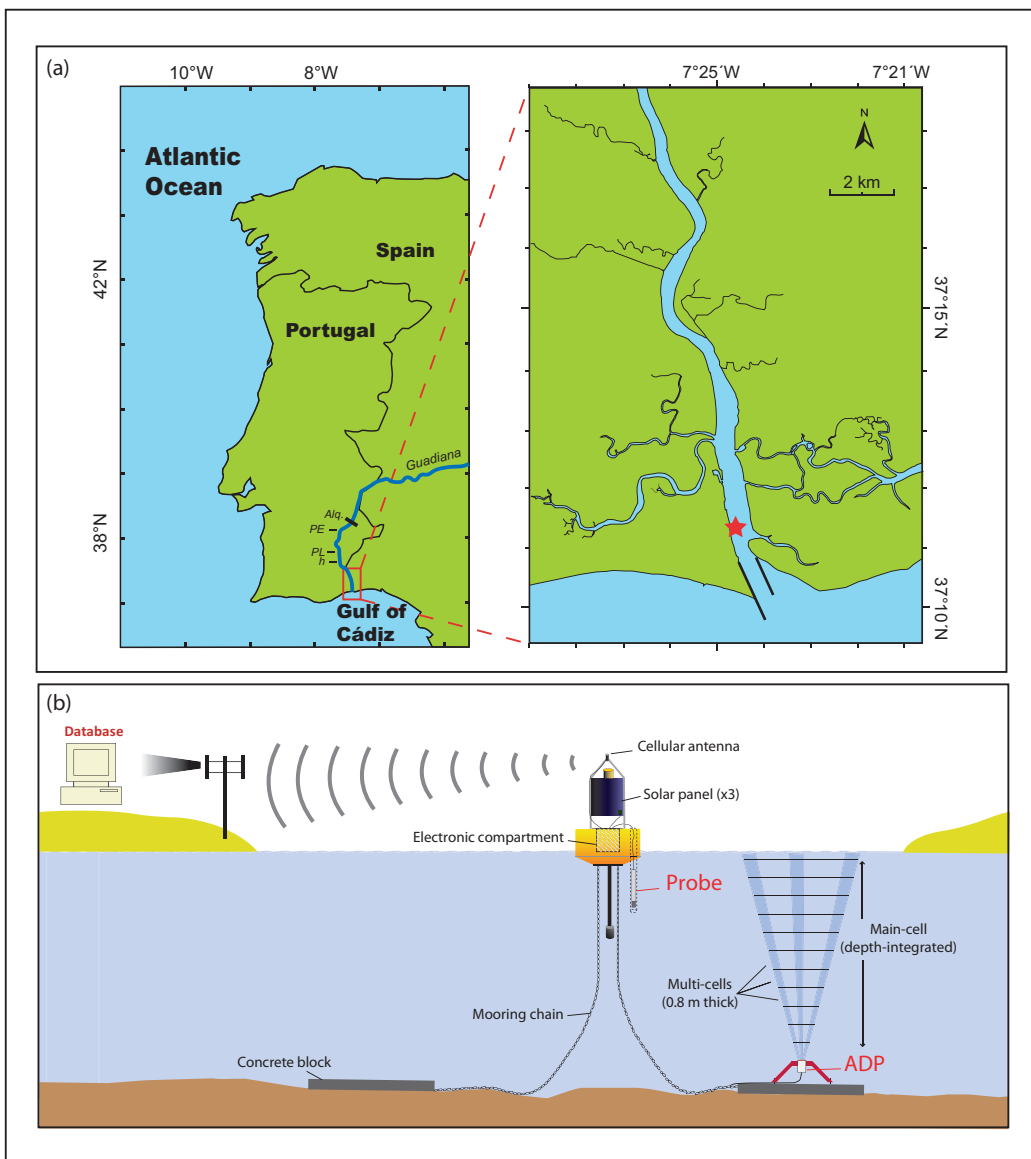 (a)
10°W
8°W
7°25´W
7°21´W
Atlantic
Ocean
Spain
Portugal
42°N
38°N
Guadiana
Alq.
PE
PL
h
Gulf of
Cádiz
N
2 km
37°15´N
37°10´N
(b)
Database
Cellular antenna
Solar panel (x3)
Electronic compartment
Probe
Main-cell
(depth-integrated)
Multi-cells
(0.8 m thick)
Mooring chain
Concrete block
ADP